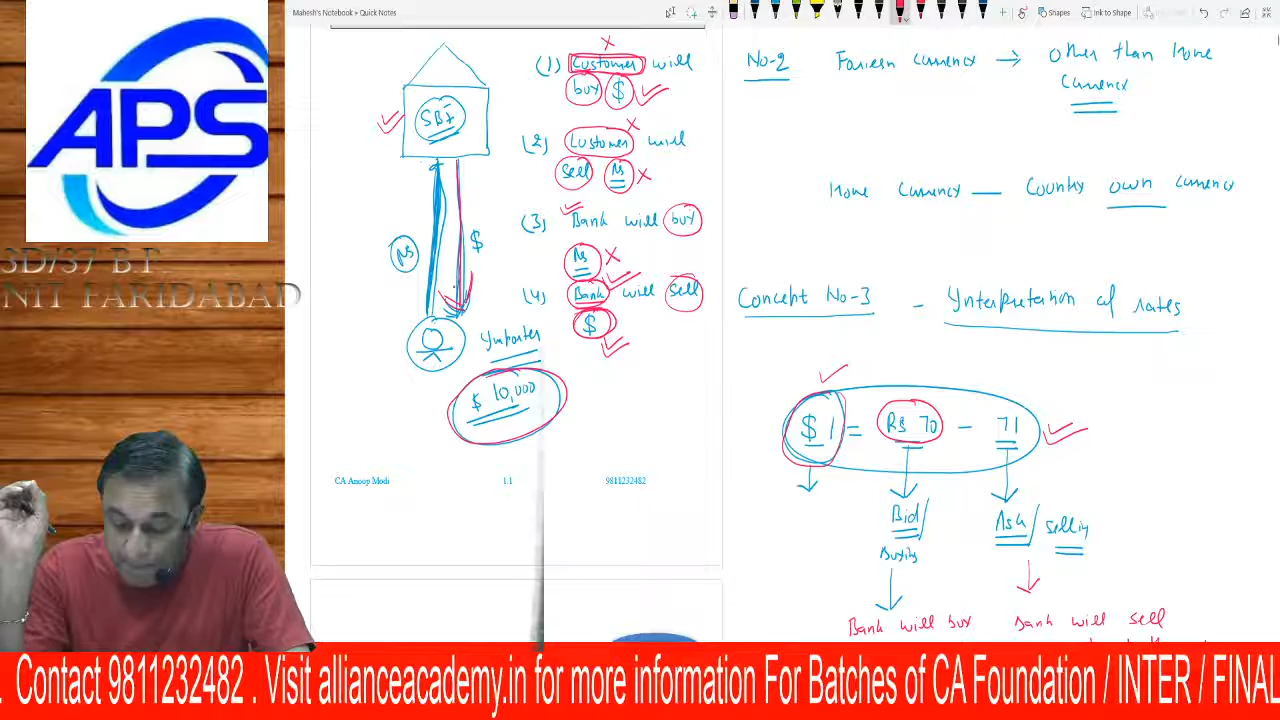 Mahesh's Notebook » Quick Notes
Shapes
Ink to Shape
APS
3D/37 B.P.
NIT FARIDABAD
SBI
Rs
$
Importer
$ 10,000
(1) Customer will
buy $
(2) Customer will
sell Rs
(3) Bank will buy
Rs
(4) Bank will sell
$
CA Anoop Modi
1.1
9811232482
No-2 Foriesn currency → other than Home
Currency
Home Currency — Country own currency
Concept No-3 - Ynterpretation of rates
$ 1 = Rs 70 - 71
Bid/
Buying
Ask/ selling
Bank will buy
Bank will sell
. Contact 9811232482 . Visit allianceacademy.in for more information For Batches of CA Foundation / INTER / FINAL